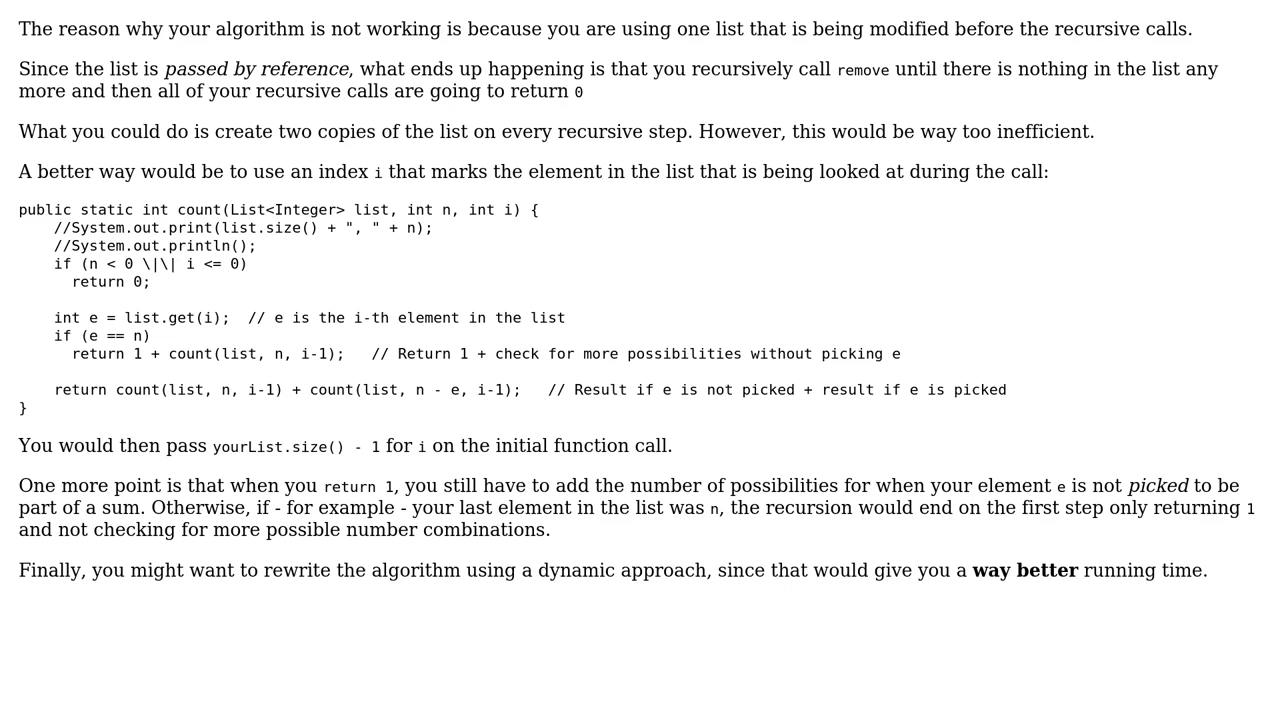 The reason why your algorithm is not working is because you are using one list that is being modified before the recursive calls.
Since the list is passed by reference, what ends up happening is that you recursively call remove until there is nothing in the list any
more and then all of your recursive calls are going to return 0
What you could do is create two copies of the list on every recursive step. However, this would be way too inefficient.
A better way would be to use an index i that marks the element in the list that is being looked at during the call:
public static int count(List<Integer> list, int n, int i) {
    //System.out.print(list.size() + ", " + n);
    //System.out.println();
    if (n < 0 \|\| i <= 0)
      return 0;
    int e = list.get(i);  // e is the i-th element in the list
    if (e == n)
      return 1 + count(list, n, i-1);   // Return 1 + check for more possibilities without picking e
    return count(list, n, i-1) + count(list, n - e, i-1);   // Result if e is not picked + result if e is picked
}
You would then pass yourList.size() - 1 for i on the initial function call.
One more point is that when you return 1, you still have to add the number of possibilities for when your element e is not picked to be
part of a sum. Otherwise, if - for example - your last element in the list was n, the recursion would end on the first step only returning 1
and not checking for more possible number combinations.
Finally, you might want to rewrite the algorithm using a dynamic approach, since that would give you a way better running time.